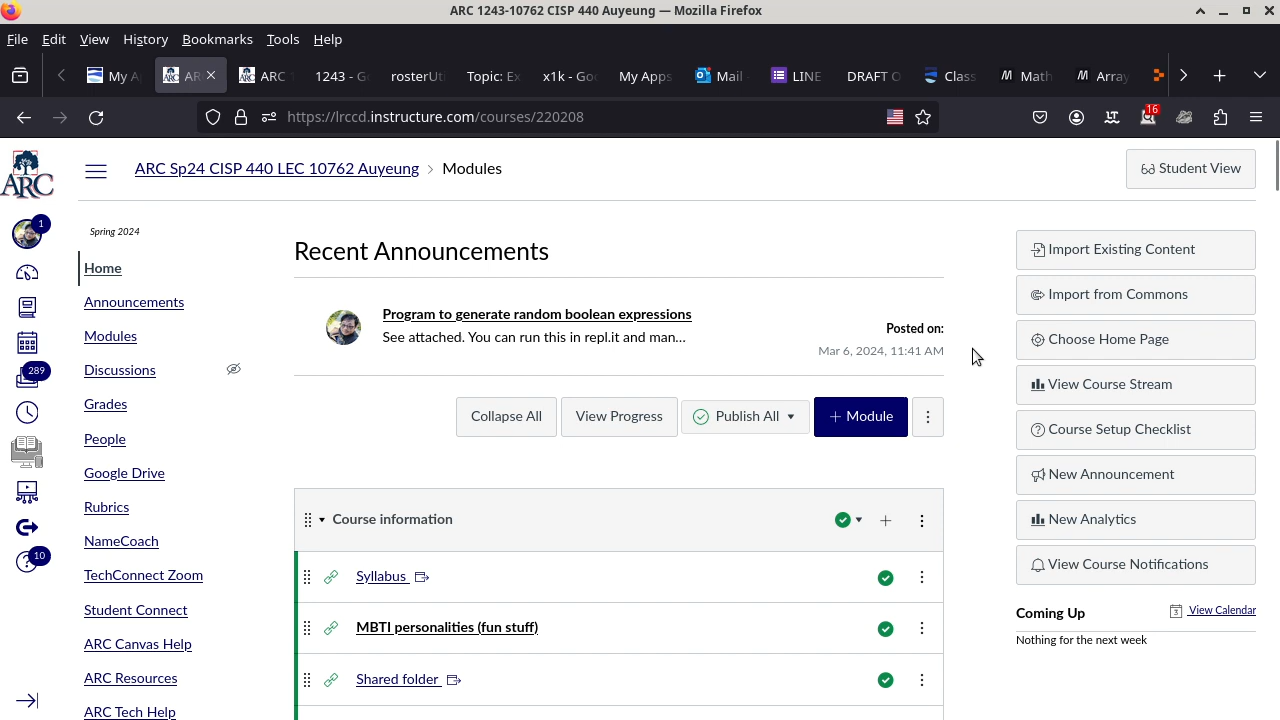 ARC 1243-10762 CISP 440 Auyeung — Mozilla Firefox
File Edit View History Bookmarks Tools Help
My A AR ARC 1 1243 - Go rosterUti Topic: Ex x1k - Goo My Apps Mail - LINE DRAFT O Class Math Array
https://lrccd.instructure.com/courses/220208
16
ARC
ARC Sp24 CISP 440 LEC 10762 Auyeung > Modules
Student View
1
289
10
Spring 2024
Home
Announcements
Modules
Discussions
Grades
People
Google Drive
Rubrics
NameCoach
TechConnect Zoom
Student Connect
ARC Canvas Help
ARC Resources
ARC Tech Help
Recent Announcements
Program to generate random boolean expressions
See attached. You can run this in repl.it and man...
Posted on:
Mar 6, 2024, 11:41 AM
Collapse All
View Progress
Publish All
+ Module
Course information
Syllabus
MBTI personalities (fun stuff)
Shared folder
Import Existing Content
Import from Commons
Choose Home Page
View Course Stream
Course Setup Checklist
New Announcement
New Analytics
View Course Notifications
Coming Up
3 View Calendar
Nothing for the next week